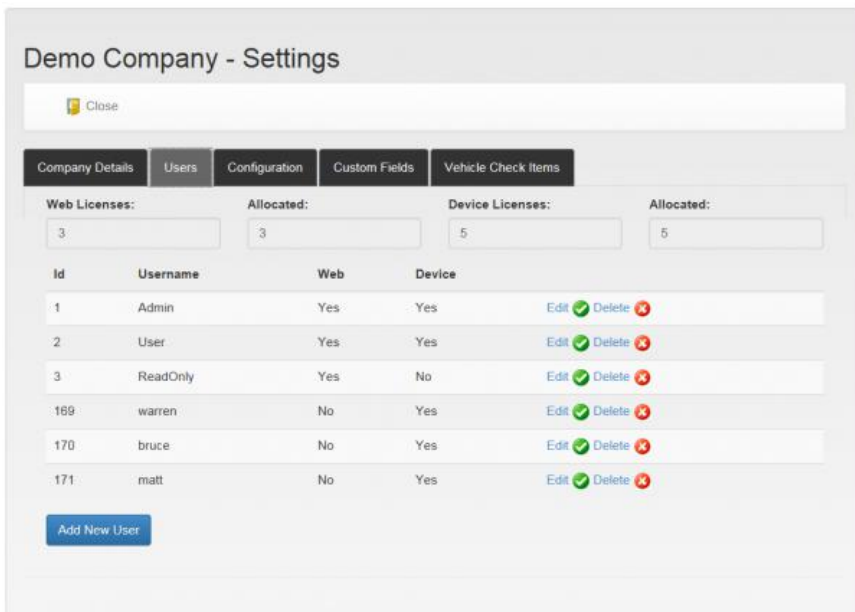 Demo Company - Settings
Close
Company Details Users Configuration Custom Fields Vehicle Check Items
Web Licenses: Allocated: Device Licenses: Allocated:
3 3 5 5
Id Username Web Device
1 Admin Yes Yes Edit Delete
2 User Yes Yes Edit Delete
3 ReadOnly Yes No Edit Delete
169 warren No Yes Edit Delete
170 bruce No Yes Edit Delete
171 matt No Yes Edit Delete
Add New User